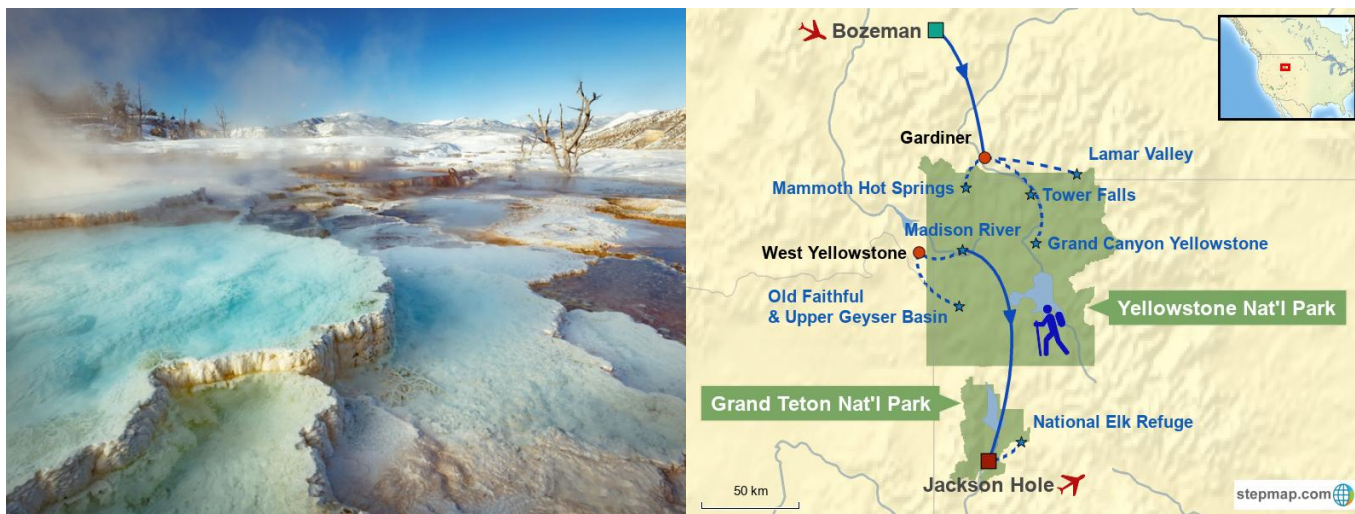 Bozeman
Gardiner
Lamar Valley
Mammoth Hot Springs
Tower Falls
Madison River
Grand Canyon Yellowstone
West Yellowstone
Old Faithful
& Upper Geyser Basin
Yellowstone Nat'l Park
Grand Teton Nat'l Park
National Elk Refuge
Jackson Hole
50 km
stepmap.com